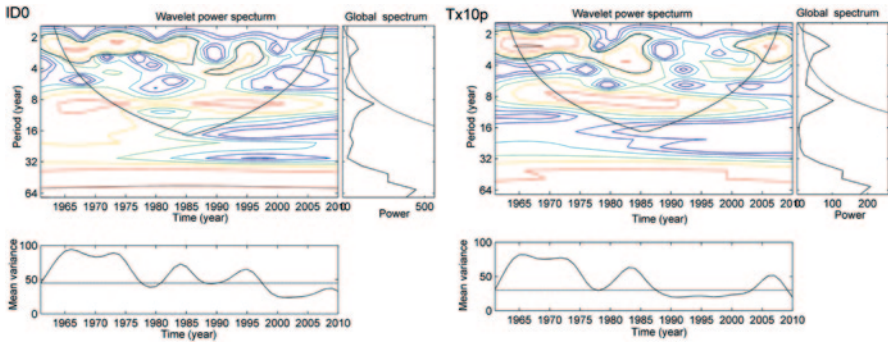 ID0
Wavelet power specturm
Global spectrum
Period (year)
2
4
8
16
32
64
1965 1970 1975 1980 1985 1990 1995 2000 2005 2010
Time (year)
0 500
Power
Mean variance
100
50
0
1965 1970 1975 1980 1985 1990 1995 2000 2005 2010
Time (year)
Tx10p
Wavelet power specturm
Global spectrum
Period (year)
2
4
8
16
32
64
1965 1970 1975 1980 1985 1990 1995 2000 2005 2010
Time (year)
0 100 200
Power
Mean variance
100
50
0
1965 1970 1975 1980 1985 1990 1995 2000 2005 2010
Time (year)